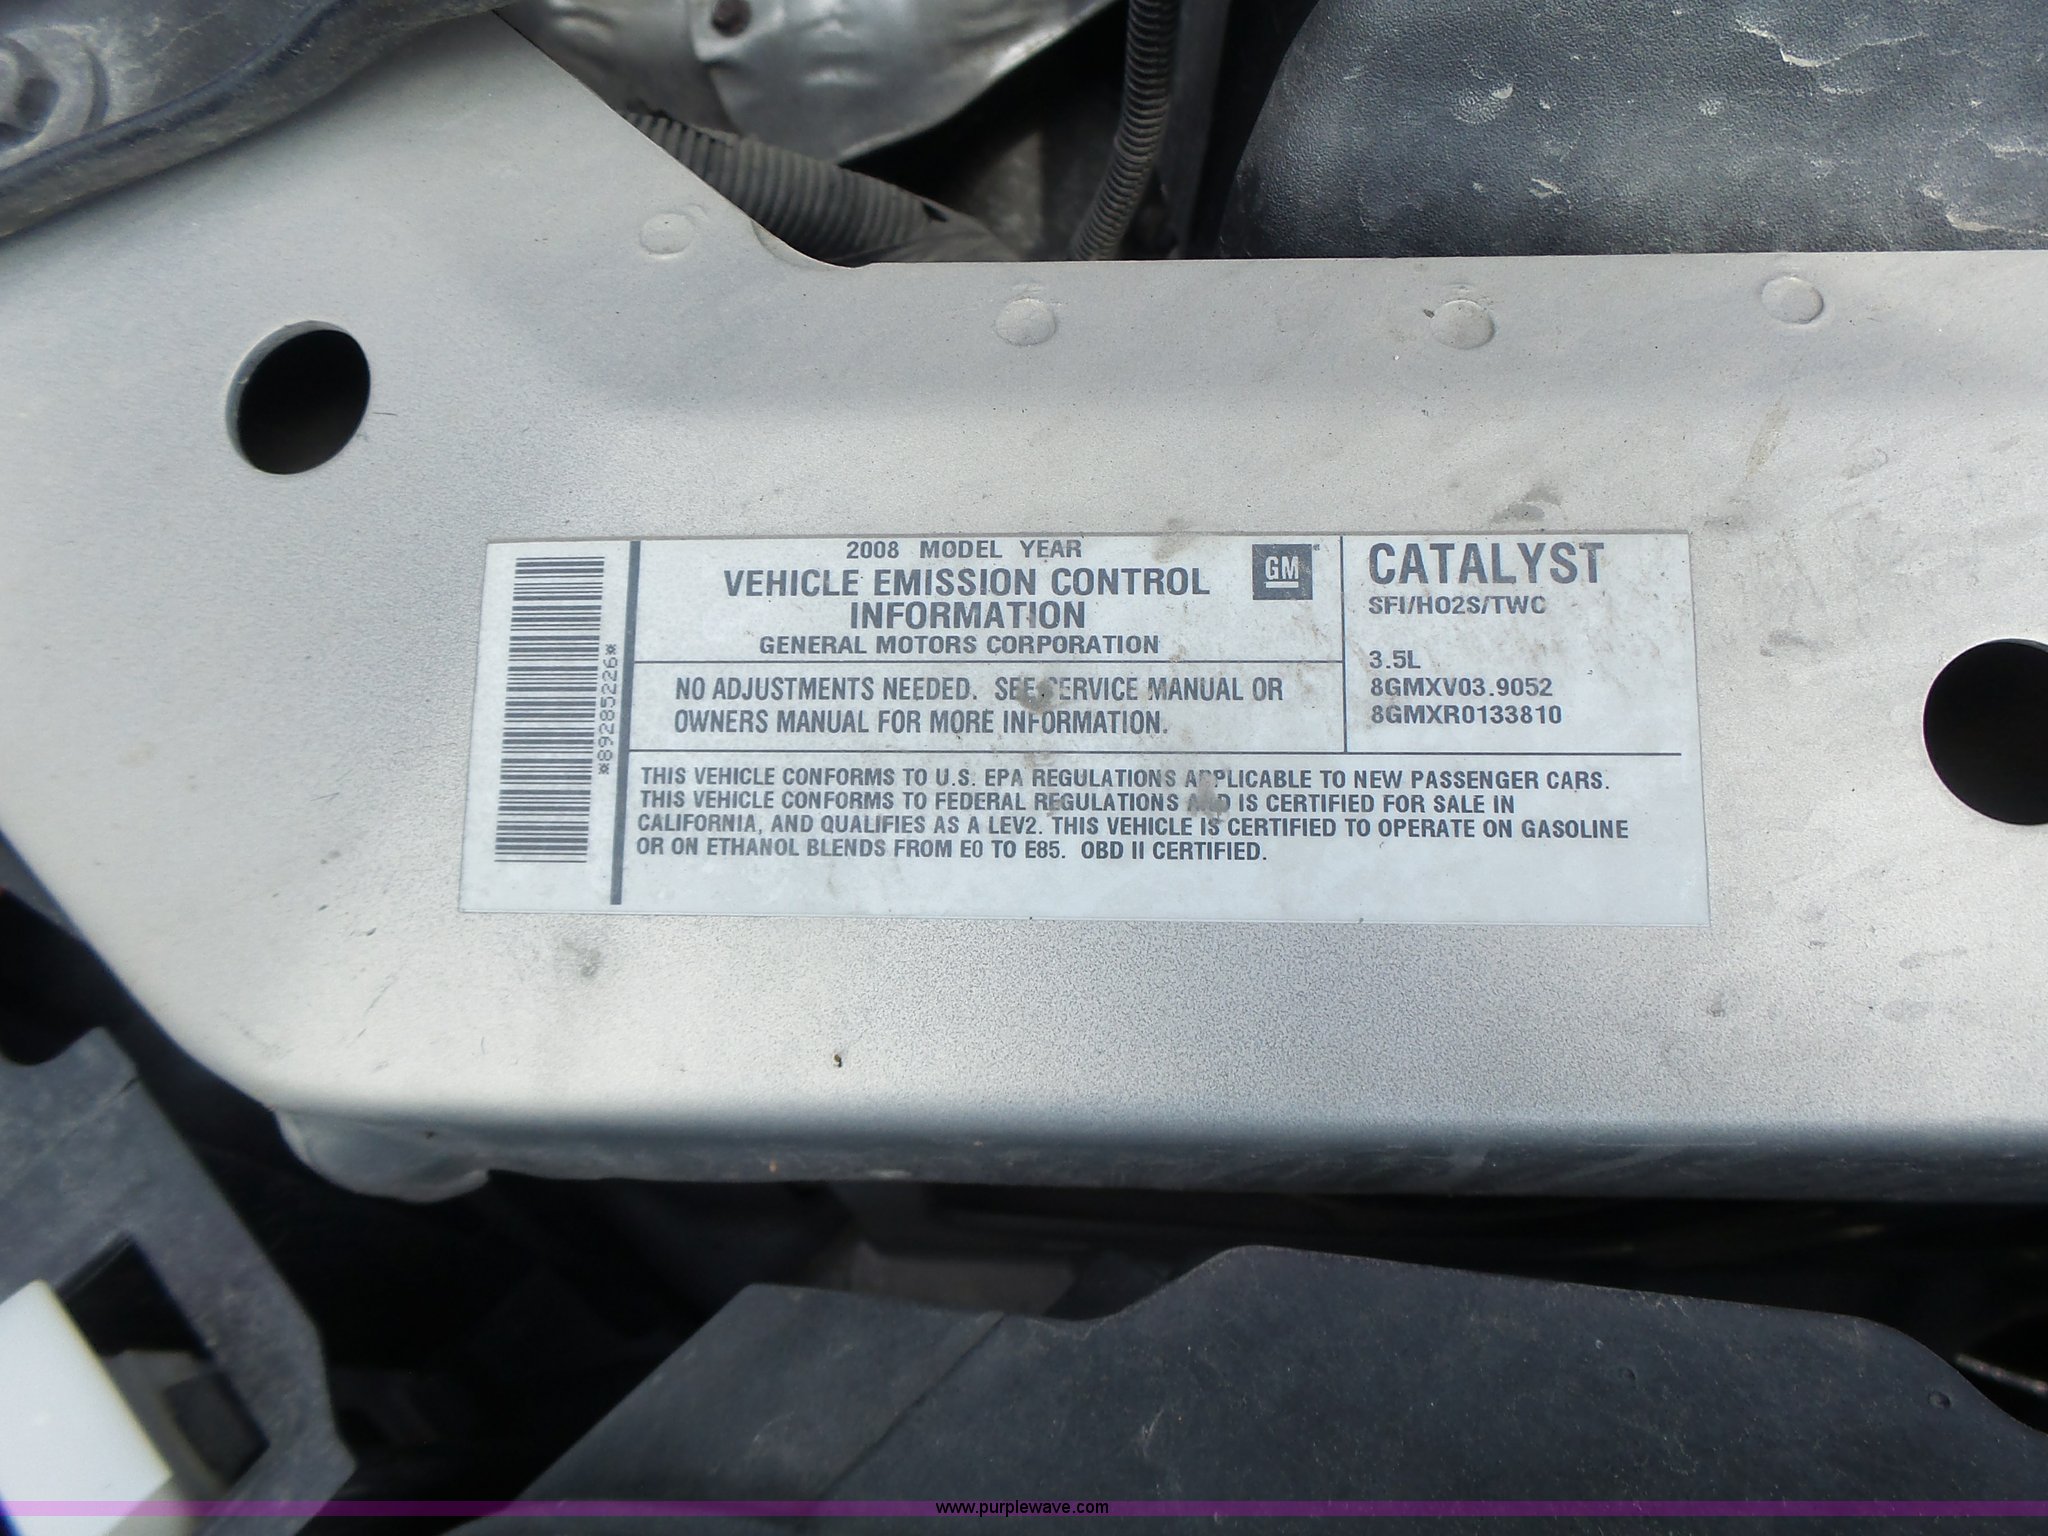 2008 MODEL YEAR
VEHICLE EMISSION CONTROL
INFORMATION
GENERAL MOTORS CORPORATION
GM
NO ADJUSTMENTS NEEDED. SEE SERVICE MANUAL OR
OWNERS MANUAL FOR MORE INFORMATION.
CATALYST
SFI/HO2S/TWC
3.5L
8GMXV03.9052
8GMXR0133810
THIS VEHICLE CONFORMS TO U.S. EPA REGULATIONS APPLICABLE TO NEW PASSENGER CARS.
THIS VEHICLE CONFORMS TO FEDERAL REGULATIONS AND IS CERTIFIED FOR SALE IN
CALIFORNIA, AND QUALIFIES AS A LEV2. THIS VEHICLE IS CERTIFIED TO OPERATE ON GASOLINE
OR ON ETHANOL BLENDS FROM E0 TO E85. OBD II CERTIFIED.
*89285226*
www.purplewave.com